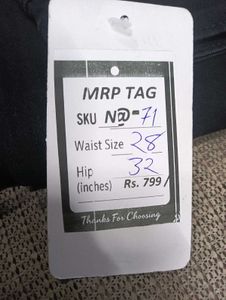 MRP TAG
SKU N@-71
Waist Size 28
Hip 32
(inches) Rs. 799/
Thanks For Choosing